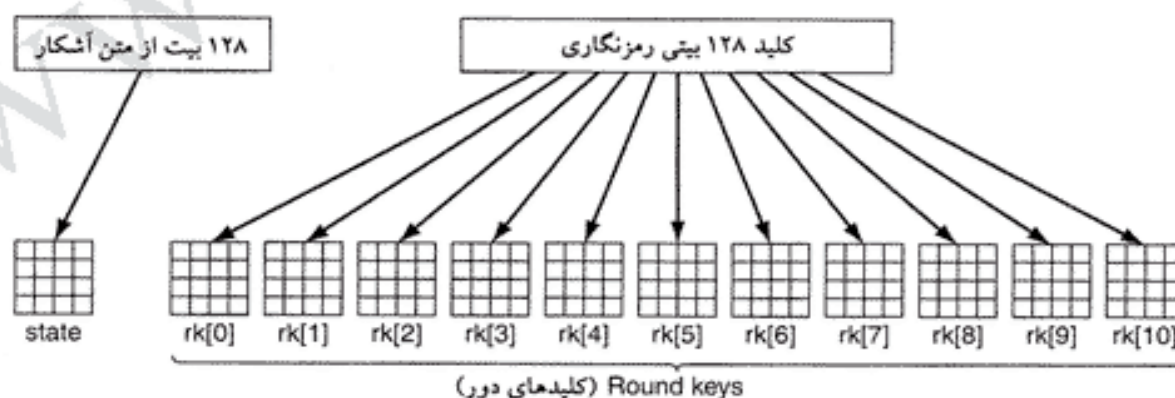 ۱۲۸ بیت از متن آشکار
کلید ۱۲۸ بیتی رمزنگاری
state rk[0] rk[1] rk[2] rk[3] rk[4] rk[5] rk[6] rk[7] rk[8] rk[9] rk[10]
Round keys (کلیدهای دور)